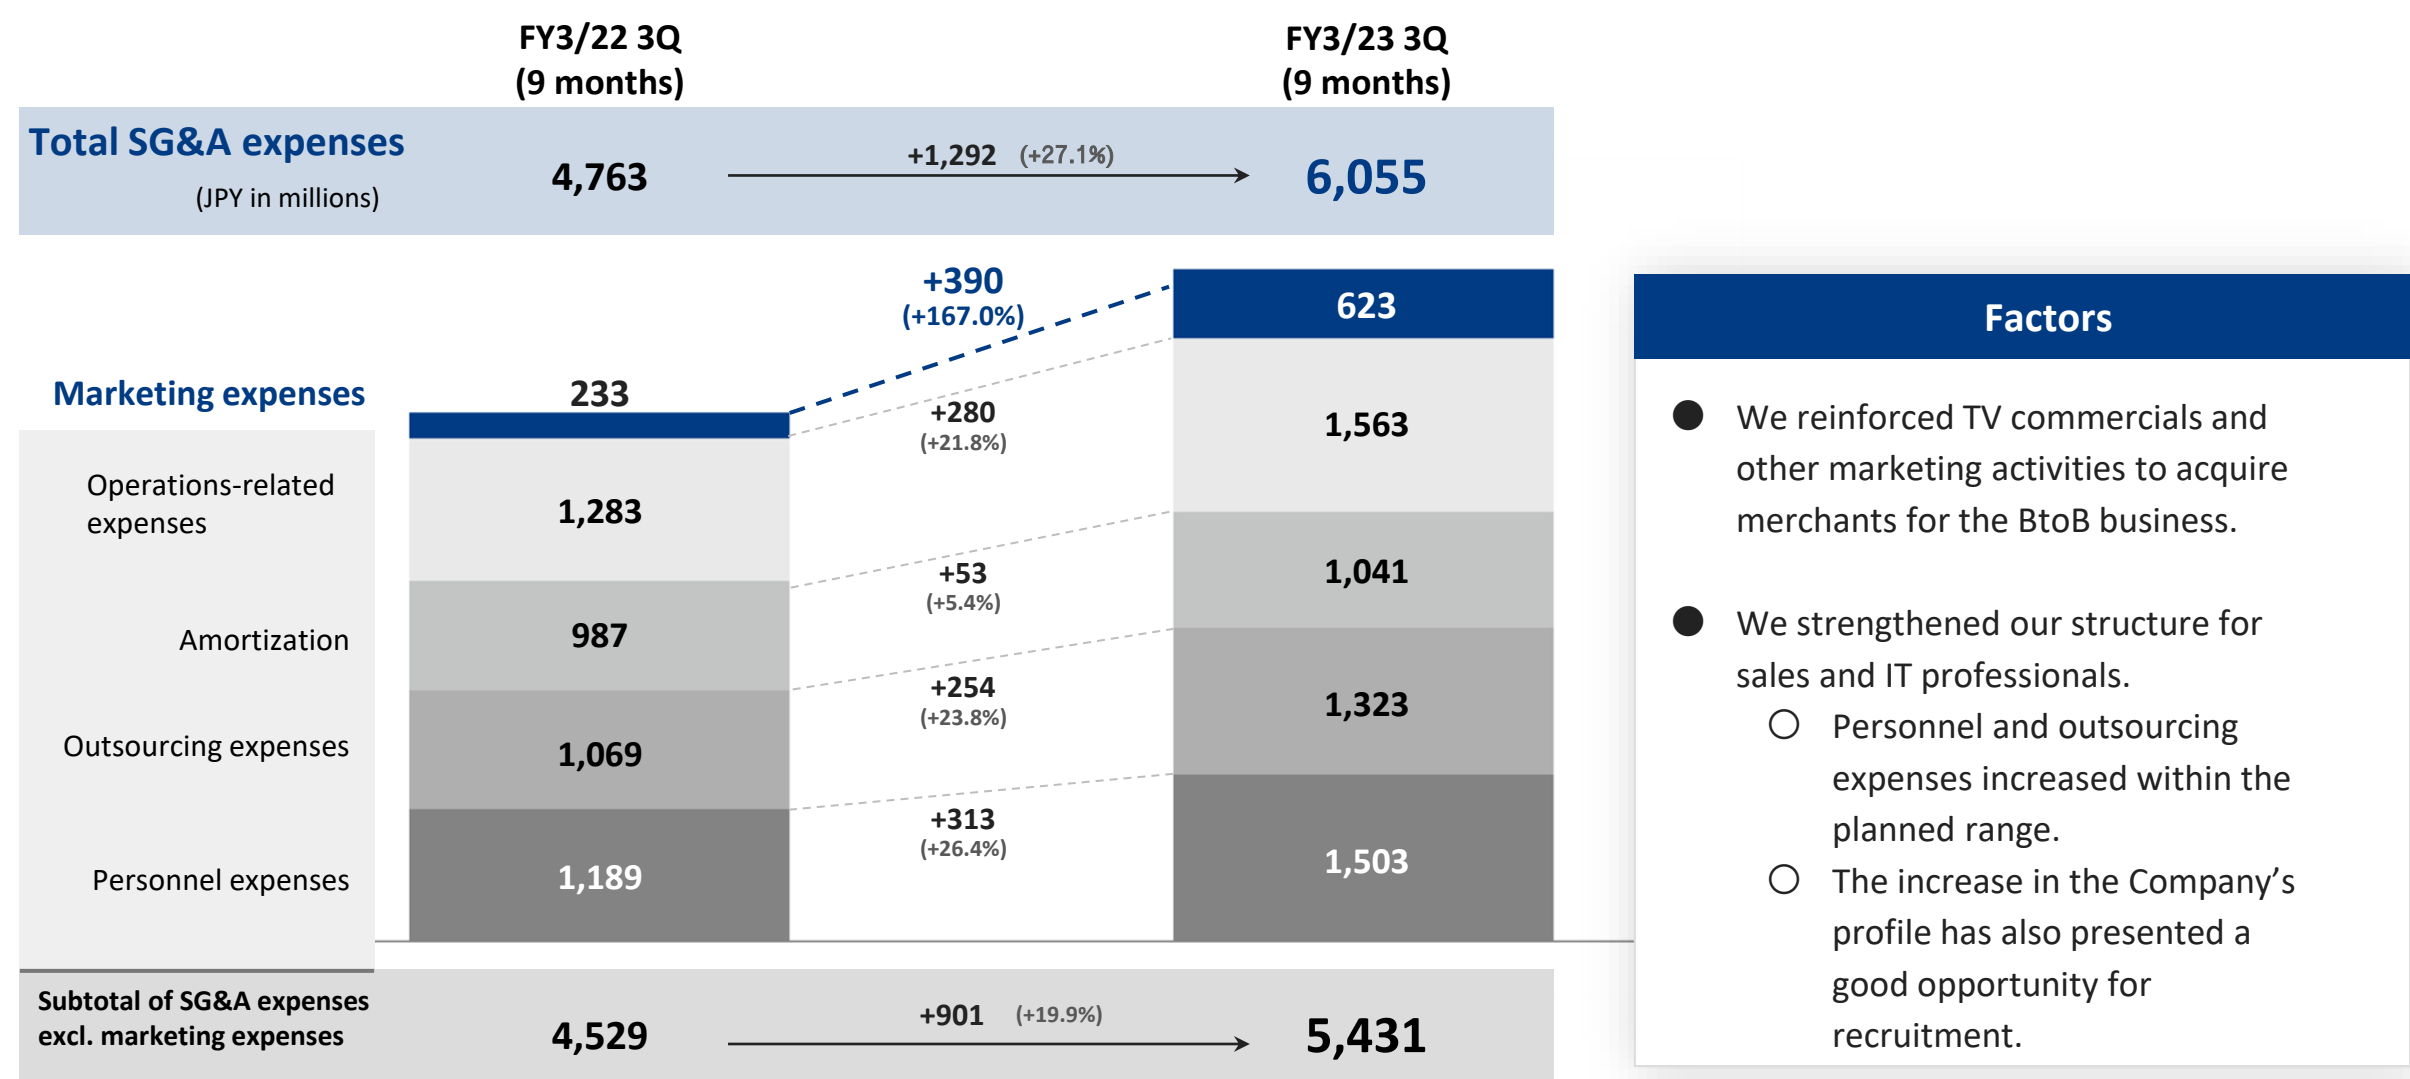 FY3/22 3Q
(9 months)
FY3/23 3Q
(9 months)
Total SG&A expenses
(JPY in millions)
4,763
+1,292 (+27.1%)
6,055
+390
(+167.0%)
623
Marketing expenses
233
+280
(+21.8%)
1,563
Operations-related
expenses
1,283
+53
(+5.4%)
1,041
Amortization
987
+254
(+23.8%)
1,323
Outsourcing expenses
1,069
+313
(+26.4%)
1,503
Personnel expenses
1,189
Subtotal of SG&A expenses
excl. marketing expenses
4,529
+901 (+19.9%)
5,431
Factors
● We reinforced TV commercials and
other marketing activities to acquire
merchants for the BtoB business.
● We strengthened our structure for
sales and IT professionals.
○ Personnel and outsourcing
expenses increased within the
planned range.
○ The increase in the Company’s
profile has also presented a
good opportunity for
recruitment.